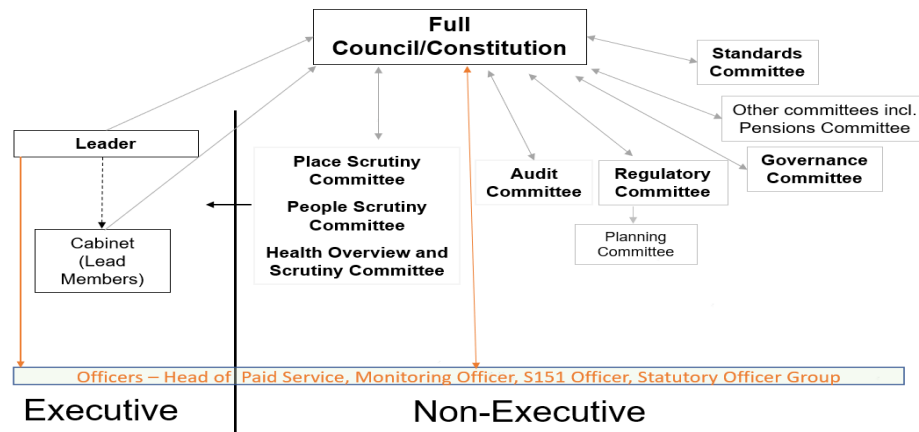 Full
Council/Constitution
Standards
Committee
Other committees incl.
Pensions Committee
Governance
Committee
Leader
Place Scrutiny
Committee
People Scrutiny
Committee
Health Overview and
Scrutiny Committee
Audit
Committee
Regulatory
Committee
Planning
Committee
Cabinet
(Lead
Members)
Officers – Head of Paid Service, Monitoring Officer, S151 Officer, Statutory Officer Group
Executive
Non-Executive